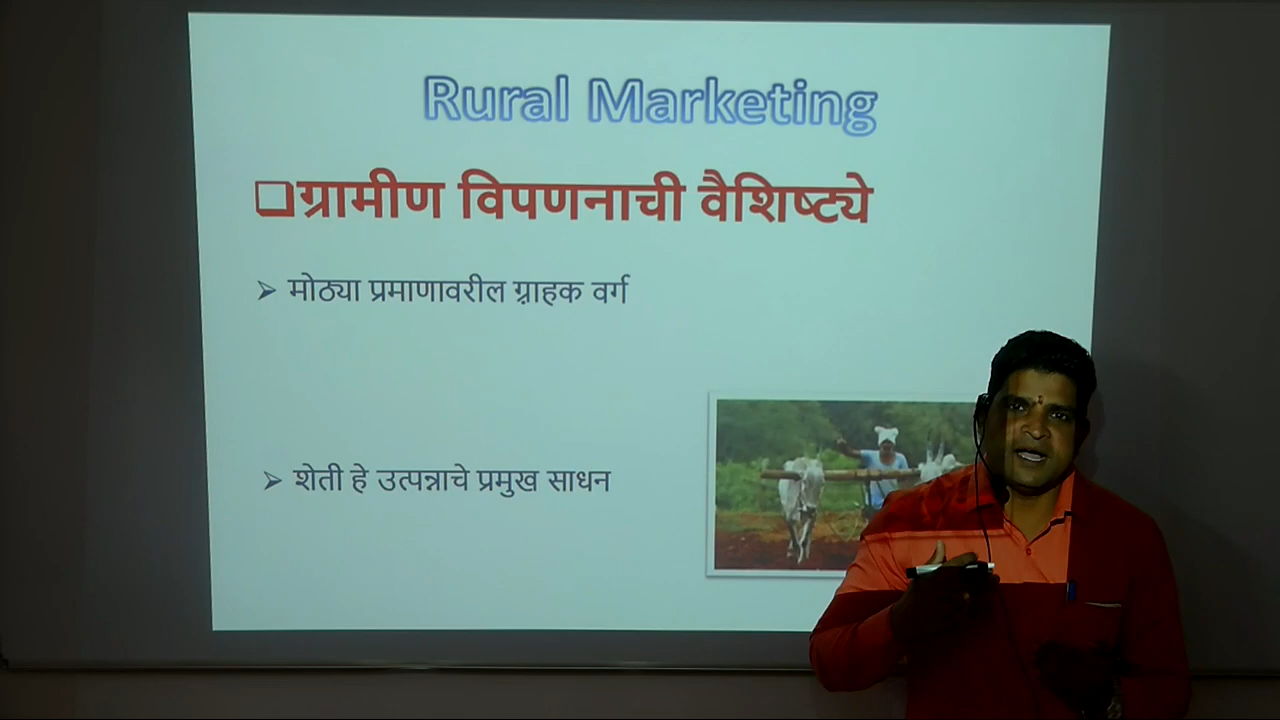 Rural Marketing
❑ग्रामीण विपणनाची वैशिष्ट्ये
➢ मोठ्या प्रमाणावरील ग्राहक वर्ग
➢ शेती हे उत्पन्नाचे प्रमुख साधन